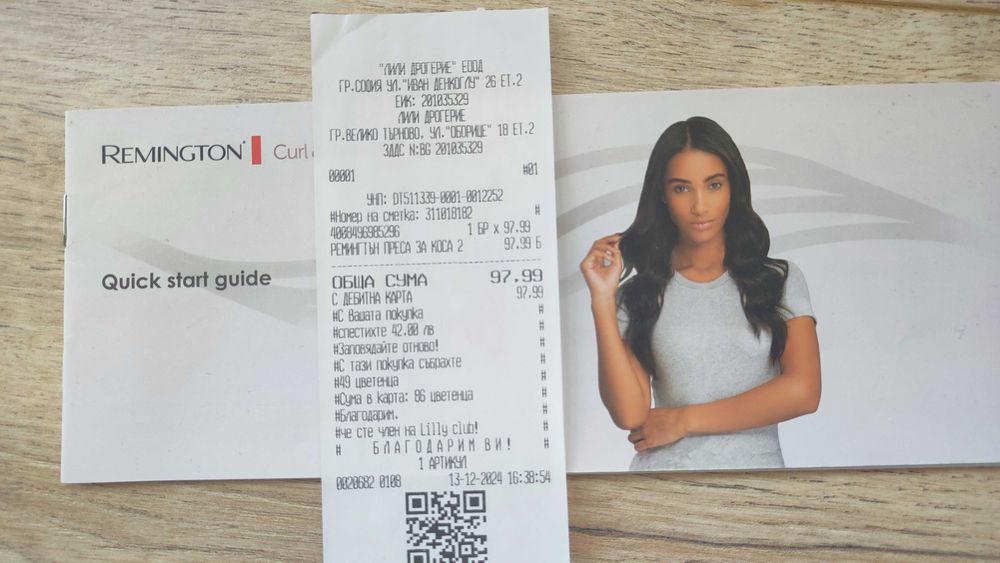 "ЛИЛИ ДРОГЕРИЕ" ЕООД
ГР.СОФИЯ УЛ."ИВАН ДЕНКОГЛУ" 26 ЕТ.2
ЕИК: 201035329
ЛИЛИ ДРОГЕРИЕ
ГР.ВЕЛИКО ТЪРНОВО, УЛ."ОБОРИЩЕ" 18 ЕТ.2
ЗДДС N:BG 201035329
00001 #01
УНП: DT511339-0001-0012252
#Номер на сметка: 311018182 #
4008496985296 1 БР x 97.99
РЕМИНГТЪН ПРЕСА ЗА КОСА 2 97.99 Б
ОБЩА СУМА 97.99
С ДЕБИТНА КАРТА 97.99
#С Вашата покупка #
#спестихте 42.00 лв #
#Заповядайте отново! #
#С тази покупка събрахте #
#49 цветенца #
#Сума в карта: 86 цветенца #
#Благодарим, #
#че сте член на Lilly club! #
# БЛАГОДАРИМ ВИ! #
1 АРТИКУЛ
0020682 0108 13-12-2024 16:38:54
REMINGTON Curl
Quick start guide